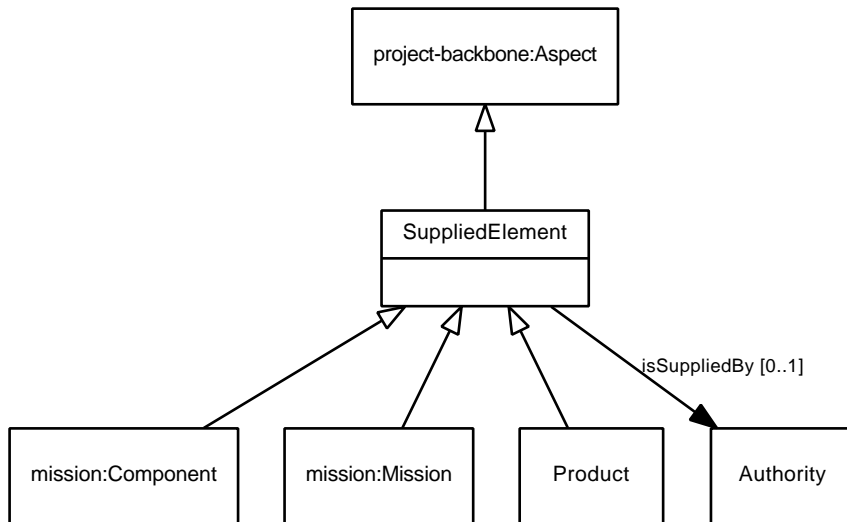 project-backbone:Aspect
SuppliedElement
isSuppliedBy [0..1]
mission:Component
mission:Mission
Product
Authority